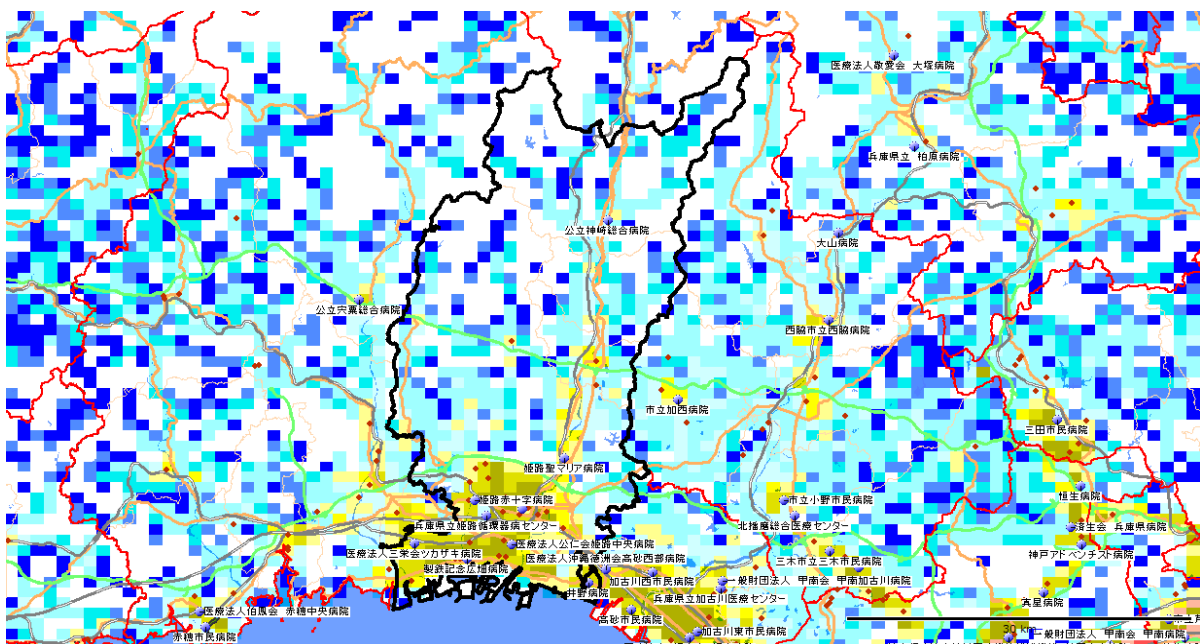 医療法人敬愛会 大塚病院
兵庫県立 柏原病院
公立神崎総合病院
大山病院
公立宍粟総合病院
西脇市立西脇病院
市立加西病院
三田市民病院
姫路聖マリア病院
恒生病院
姫路赤十字病院
市立小野市民病院
兵庫県立姫路循環器病センター
北播磨総合医療センター
済生会 兵庫県病院
医療法人三栄会ツカザキ病院
医療法人公仁会姫路中央病院
三木市立三木市民病院
神戸アドベンチスト病院
製鉄記念広畑病院
医療法人沖縄徳洲会高砂西部病院
加古川西市民病院
一般財団法人 甲南会 甲南加古川病院
井野病院
兵庫県立加古川医療センター
真星病院
医療法人伯鳳会 赤穂中央病院
高砂市民病院
赤穂市民病院
加古川東市民病院
30 km
一般財団法人 甲南会 甲南病院